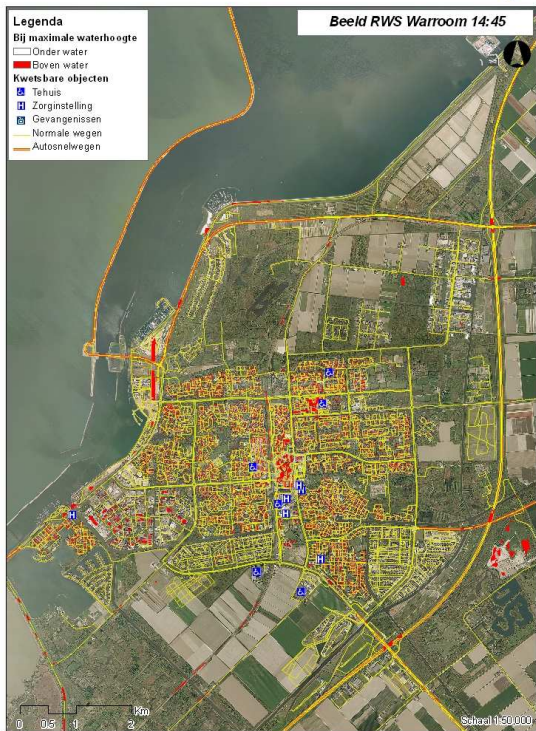 Legenda
Bij maximale waterhoogte
Onder water
Boven water
Kwetsbare objecten
Tehuis
H Zorginstelling
Gevangenissen
Normale wegen
Autosnelwegen
Beeld RWS Warroom 14:45
H
H
H
H
H
H
Km
0 0.5 1 2
Schaal 1:50.000